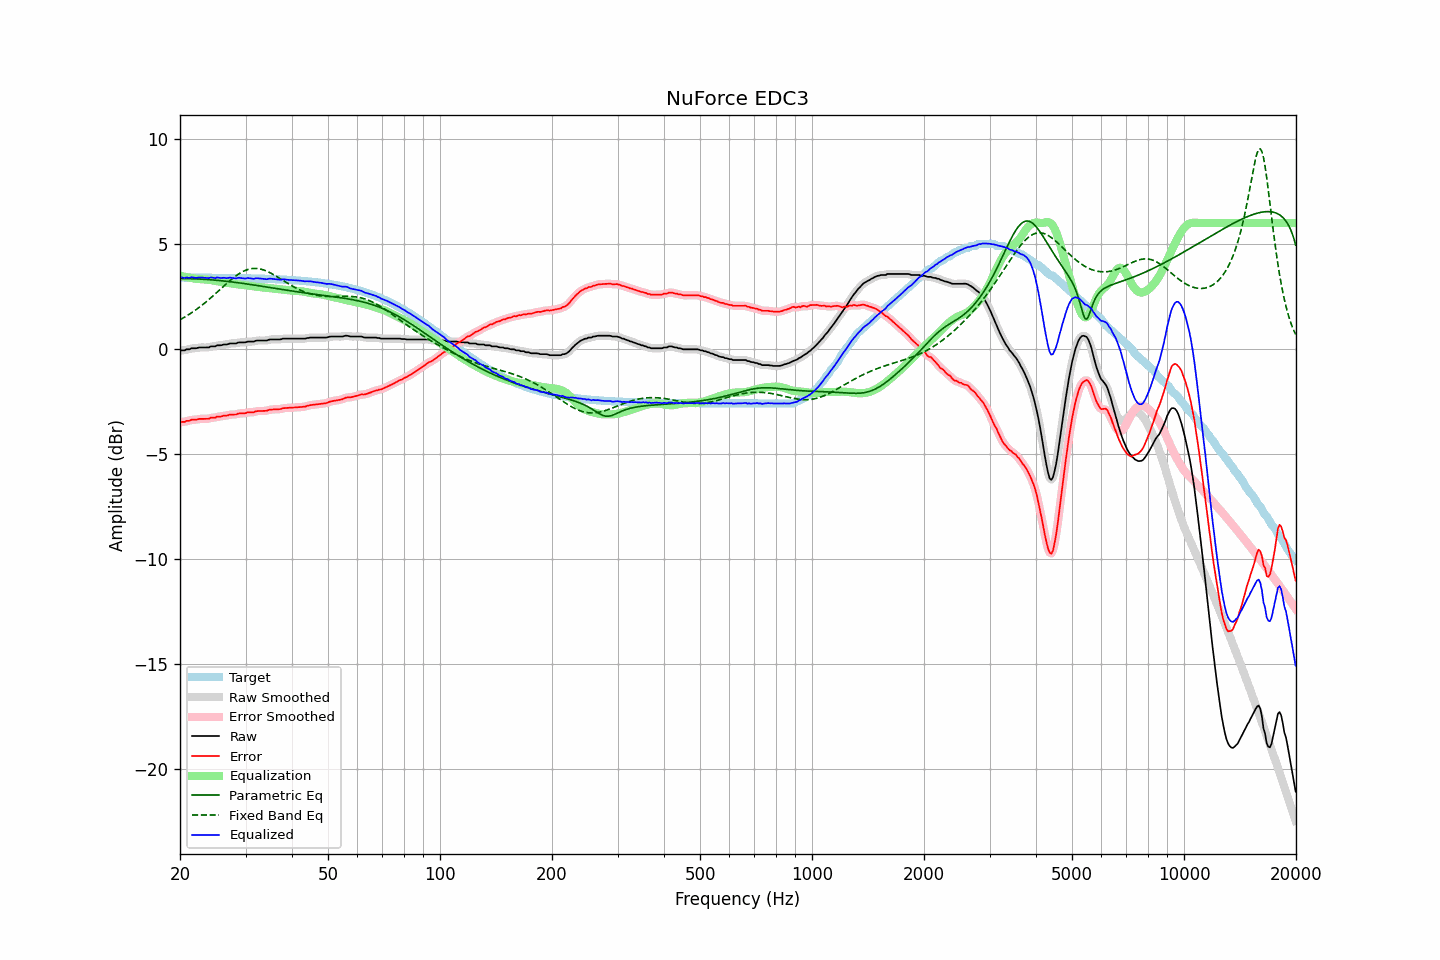 NuForce EDC3
10
5
0
−5
−10
−15
−20
Amplitude (dBr)
Target
Raw Smoothed
Error Smoothed
Raw
Error
Equalization
Parametric Eq
Fixed Band Eq
Equalized
20 50 100 200 500 1000 2000 5000 10000 20000
Frequency (Hz)